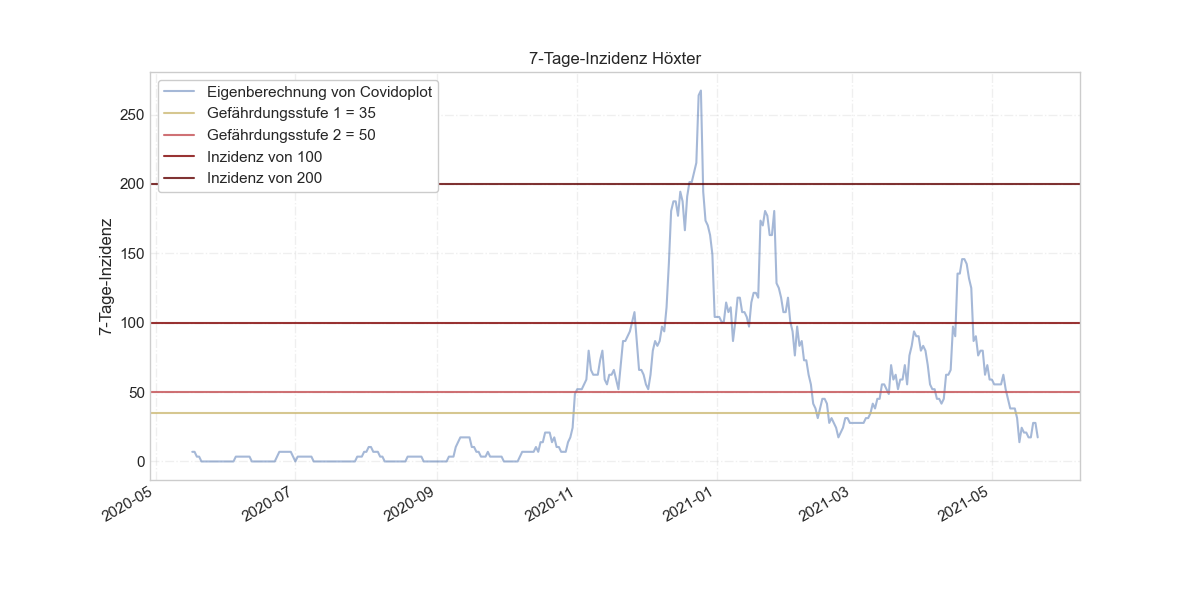 7-Tage-Inzidenz Höxter
Eigenberechnung von Covidoplot
Gefährdungsstufe 1 = 35
Gefährdungsstufe 2 = 50
Inzidenz von 100
Inzidenz von 200
7-Tage-Inzidenz
250
200
150
100
50
0
2020-05
2020-07
2020-09
2020-11
2021-01
2021-03
2021-05